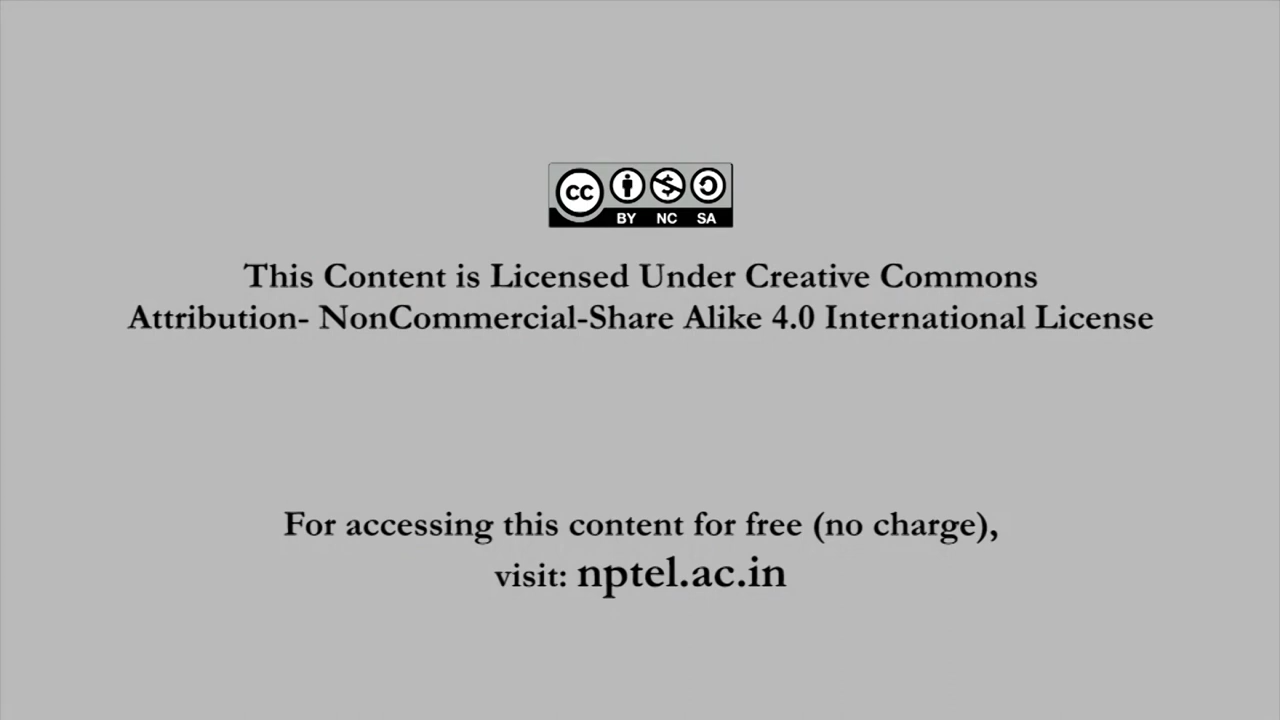 CC BY NC SA
This Content is Licensed Under Creative Commons
Attribution- NonCommercial-Share Alike 4.0 International License
For accessing this content for free (no charge),
visit: nptel.ac.in